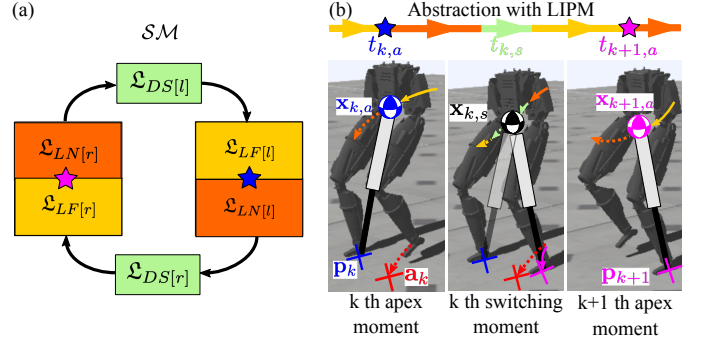 (a)
𝒮ℳ
𝔏_{DS[l]}
𝔏_{LN[r]}
𝔏_{LF[r]}
𝔏_{LF[l]}
𝔏_{LN[l]}
𝔏_{DS[r]}
(b) Abstraction with LIPM
t_{k,a} t_{k,s} t_{k+1,a}
x_{k,a} x_{k,s} x_{k+1,a}
p_k a_k p_{k+1}
k th apex moment
k th switching moment
k+1 th apex moment